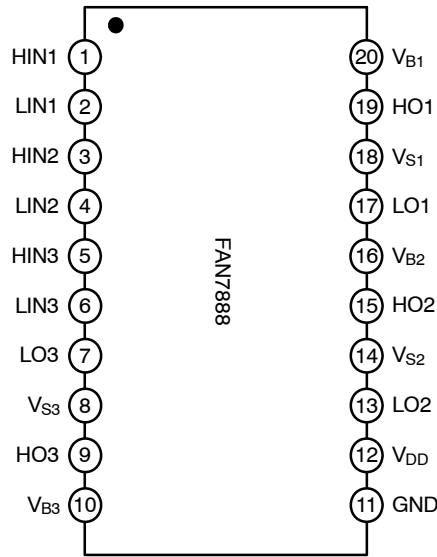 HIN1 1 20 VB1
LIN1 2 19 HO1
HIN2 3 18 VS1
LIN2 4 17 LO1
HIN3 5 16 VB2
LIN3 6 15 HO2
LO3 7 14 VS2
VS3 8 13 LO2
HO3 9 12 VDD
VB3 10 11 GND
FAN7888